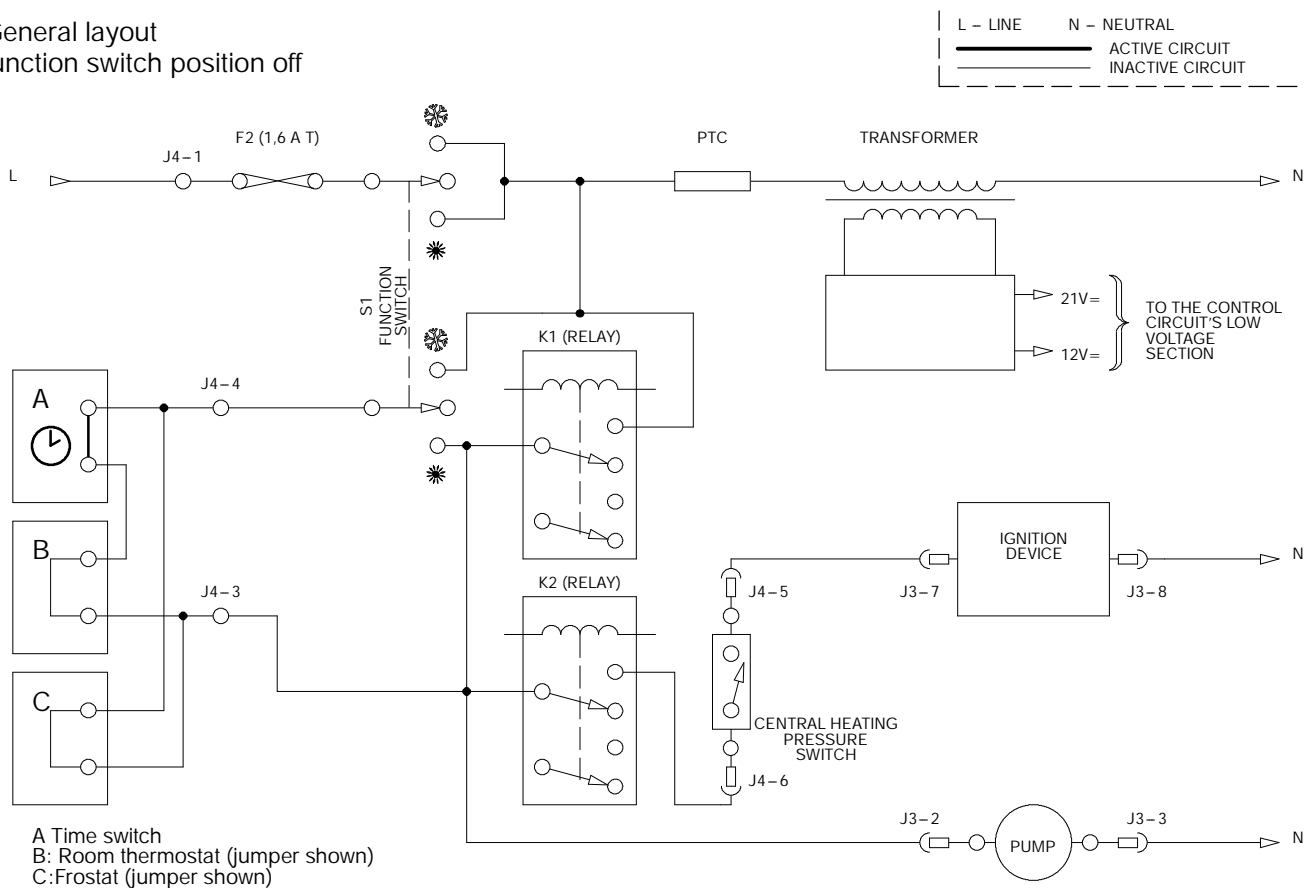 General layout
unction switch position off
L – LINE N – NEUTRAL
ACTIVE CIRCUIT
INACTIVE CIRCUIT
F2 (1,6 A T)
PTC
TRANSFORMER
J4–1
L
N
S1
FUNCTION
SWITCH
21V=
12V=
TO THE CONTROL
CIRCUIT'S LOW
VOLTAGE
SECTION
K1 (RELAY)
A
J4–4
B
J4–3
C
K2 (RELAY)
J4–5
IGNITION
DEVICE
J3–7
J3–8
N
CENTRAL HEATING
PRESSURE
SWITCH
J4–6
J3–2
PUMP
J3–3
N
A Time switch
B: Room thermostat (jumper shown)
C:Frostat (jumper shown)